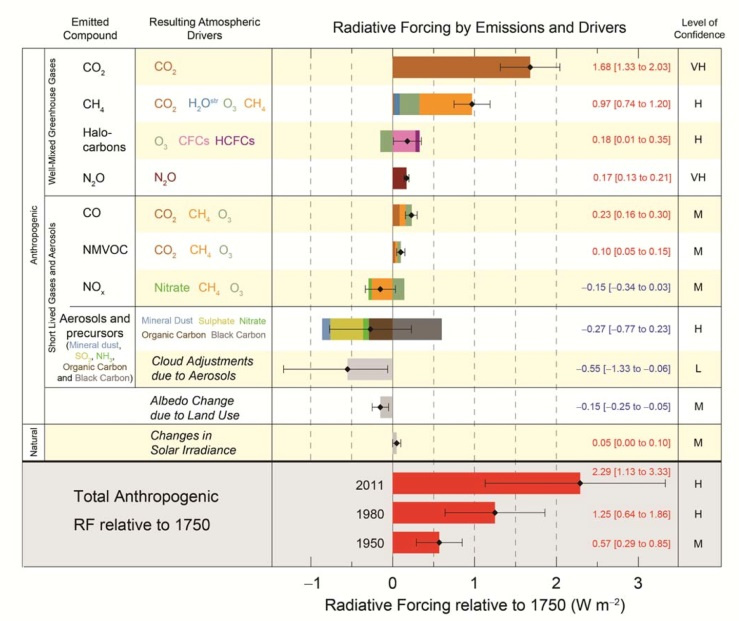 Emitted Compound
Resulting Atmospheric Drivers
Radiative Forcing by Emissions and Drivers
Level of Confidence
Anthropogenic
Well-Mixed Greenhouse Gases
CO₂ CO₂ 1.68 [1.33 to 2.03] VH
CH₄ CO₂ H₂Oˢᵗʳ O₃ CH₄ 0.97 [0.74 to 1.20] H
Halo-
carbons O₃ CFCs HCFCs 0.18 [0.01 to 0.35] H
N₂O N₂O 0.17 [0.13 to 0.21] VH
Short Lived Gases and Aerosols
CO CO₂ CH₄ O₃ 0.23 [0.16 to 0.30] M
NMVOC CO₂ CH₄ O₃ 0.10 [0.05 to 0.15] M
NOₓ Nitrate CH₄ O₃ −0.15 [−0.34 to 0.03] M
Aerosols and
precursors
(Mineral dust,
SO₂, NH₃,
Organic Carbon
and Black Carbon)
Mineral Dust Sulphate Nitrate
Organic Carbon Black Carbon
−0.27 [−0.77 to 0.23] H
Cloud Adjustments
due to Aerosols
−0.55 [−1.33 to −0.06] L
Albedo Change
due to Land Use
−0.15 [−0.25 to −0.05] M
Natural
Changes in
Solar Irradiance
0.05 [0.00 to 0.10] M
Total Anthropogenic
RF relative to 1750
2011 2.29 [1.13 to 3.33] H
1980 1.25 [0.64 to 1.86] H
1950 0.57 [0.29 to 0.85] M
−1 0 1 2 3
Radiative Forcing relative to 1750 (W m⁻²)